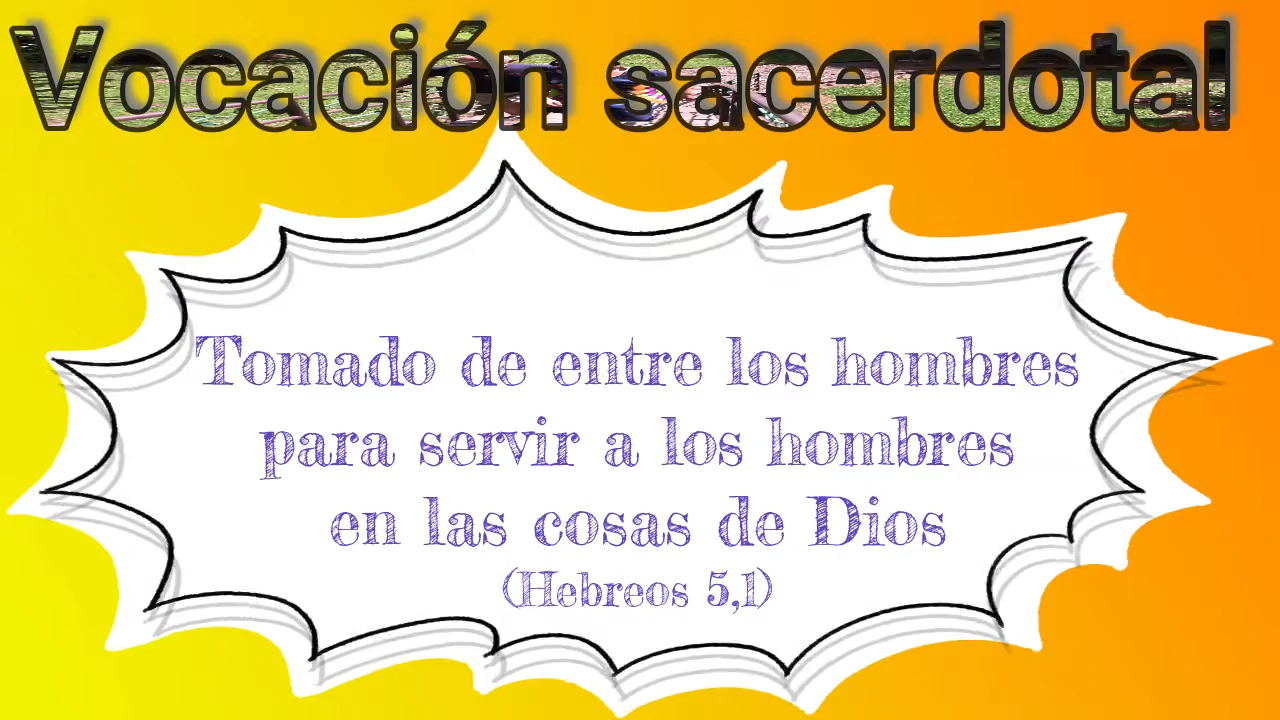 Vocación sacerdotal
Tomado de entre los hombres
para servir a los hombres
en las cosas de Dios
(Hebreos 5,1)